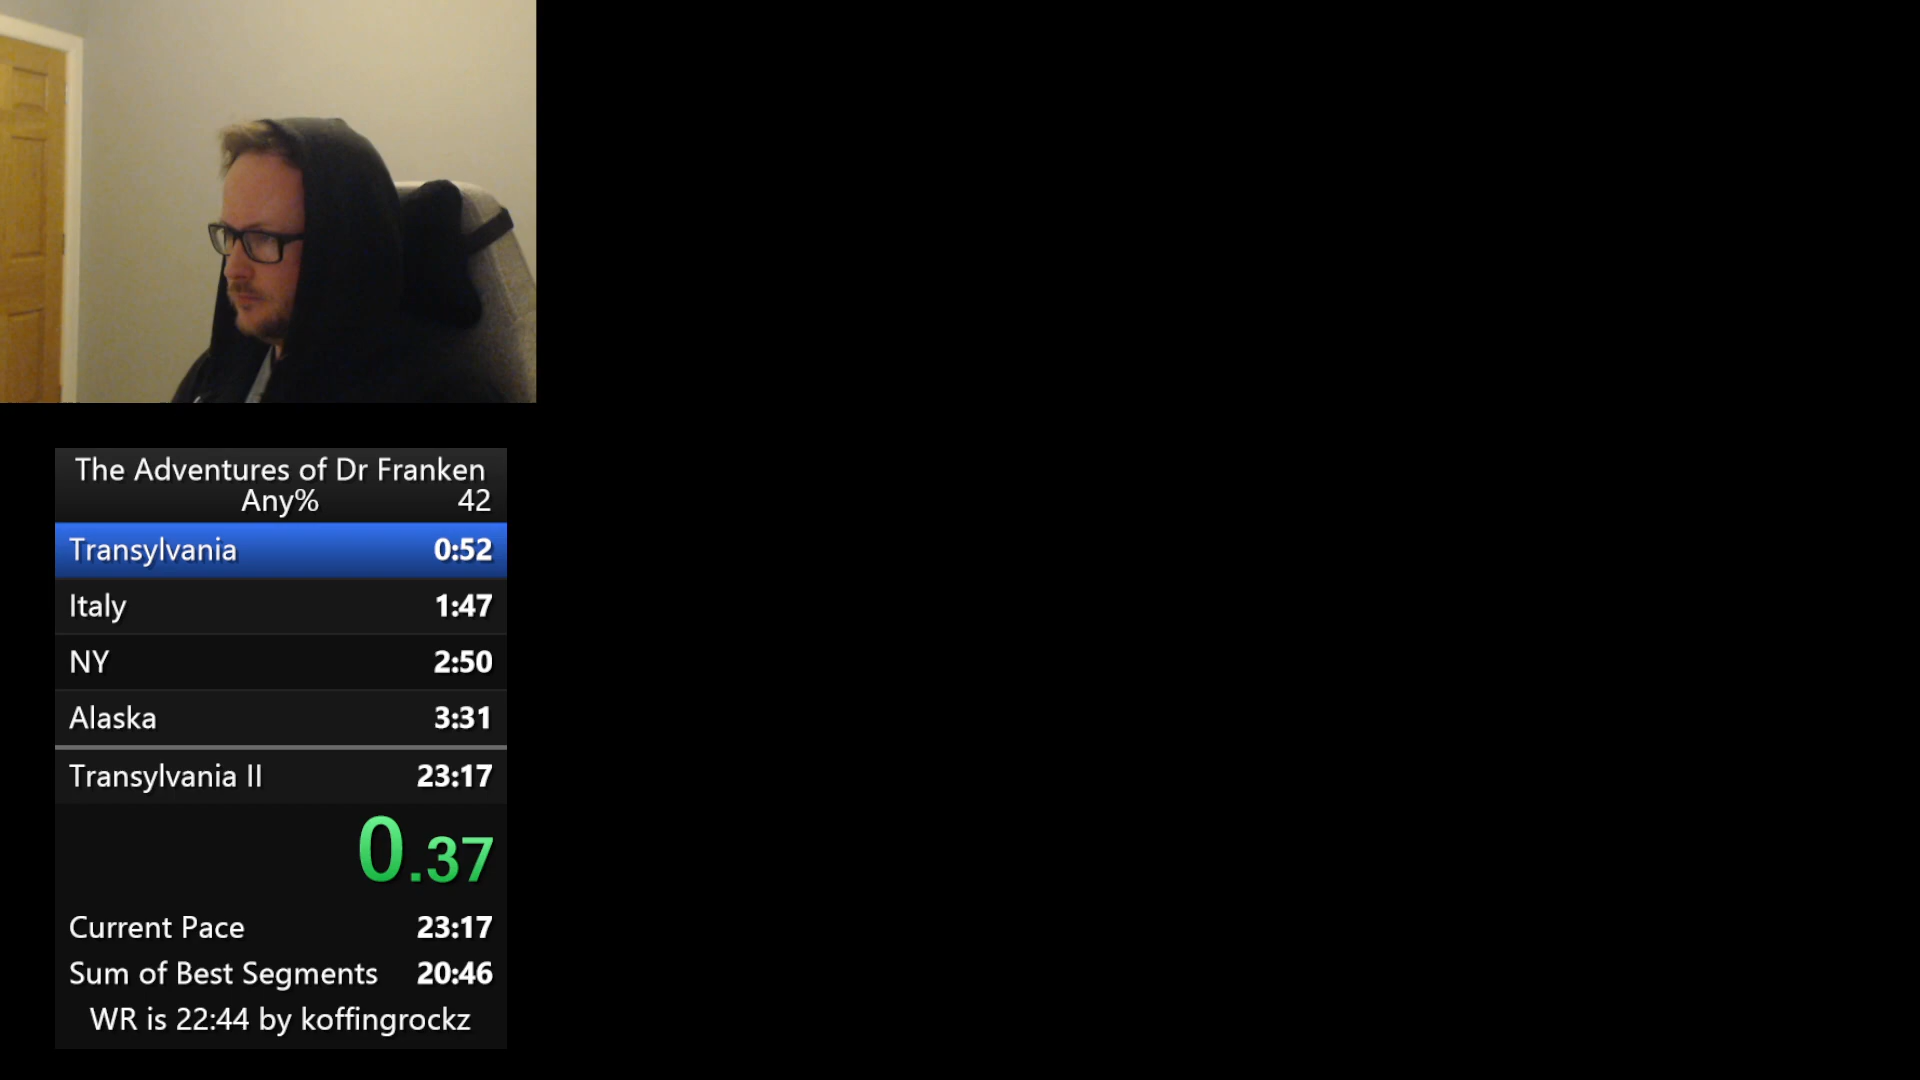 The Adventures of Dr Franken
Any% 42
Transylvania 0:52
Italy 1:47
NY 2:50
Alaska 3:31
Transylvania II 23:17
0.37
Current Pace 23:17
Sum of Best Segments 20:46
WR is 22:44 by koffingrockz